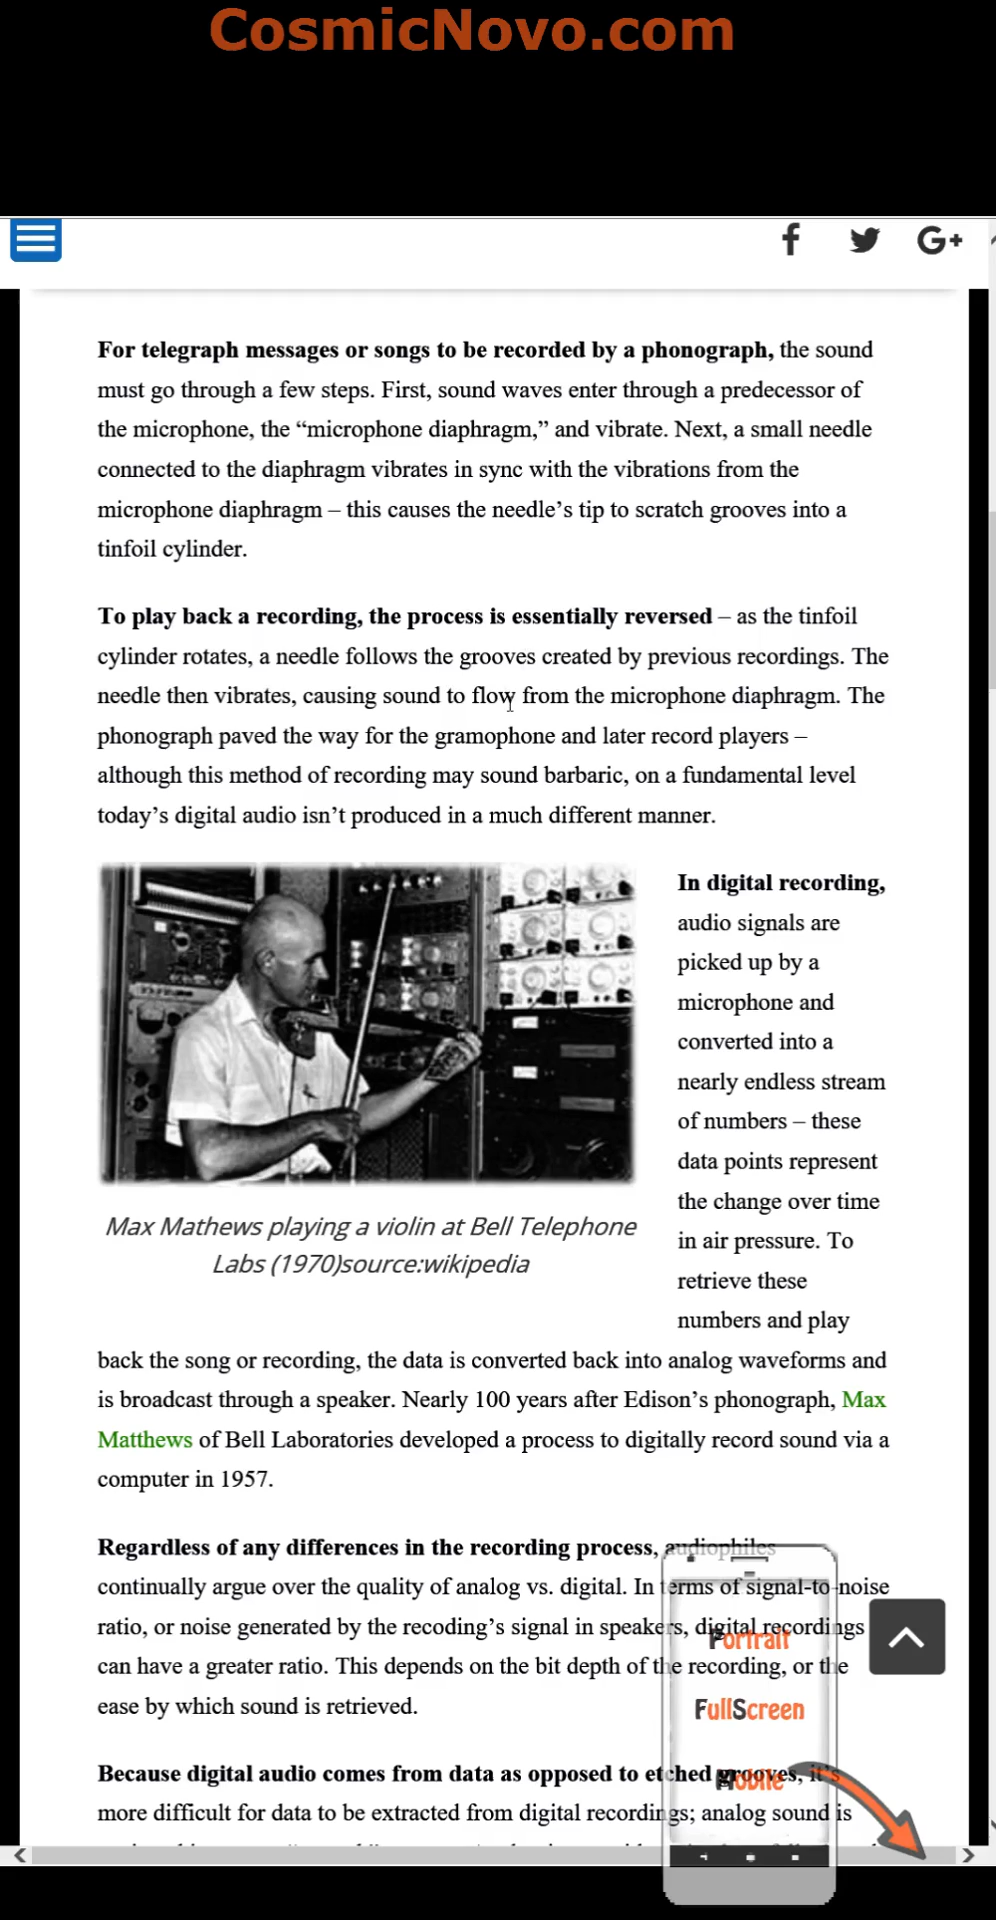 CosmicNovo.com
For telegraph messages or songs to be recorded by a phonograph, the sound
must go through a few steps. First, sound waves enter through a predecessor of
the microphone, the “microphone diaphragm,” and vibrate. Next, a small needle
connected to the diaphragm vibrates in sync with the vibrations from the
microphone diaphragm – this causes the needle’s tip to scratch grooves into a
tinfoil cylinder.
To play back a recording, the process is essentially reversed – as the tinfoil
cylinder rotates, a needle follows the grooves created by previous recordings. The
needle then vibrates, causing sound to flow from the microphone diaphragm. The
phonograph paved the way for the gramophone and later record players –
although this method of recording may sound barbaric, on a fundamental level
today’s digital audio isn’t produced in a much different manner.
In digital recording,
audio signals are
picked up by a
microphone and
converted into a
nearly endless stream
of numbers – these
data points represent
the change over time
in air pressure. To
retrieve these
numbers and play
Max Mathews playing a violin at Bell Telephone
Labs (1970)source:wikipedia
back the song or recording, the data is converted back into analog waveforms and
is broadcast through a speaker. Nearly 100 years after Edison’s phonograph, Max
Matthews of Bell Laboratories developed a process to digitally record sound via a
computer in 1957.
Regardless of any differences in the recording process, audiophiles
continually argue over the quality of analog vs. digital. In terms of signal-to-noise
ratio, or noise generated by the recoding’s signal in speakers, digital recordings
can have a greater ratio. This depends on the bit depth of the recording, or the
ease by which sound is retrieved.
Because digital audio comes from data as opposed to etched grooves, it’s
more difficult for data to be extracted from digital recordings; analog sound is
Portrait
FullScreen
Mobile